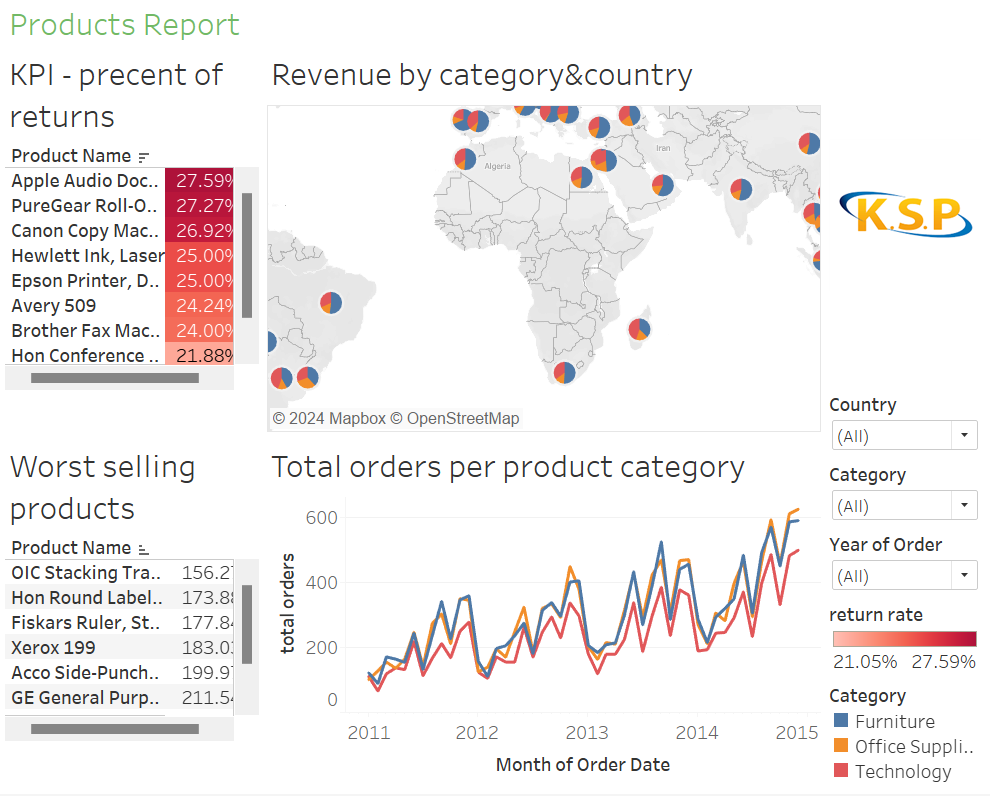 Products Report
KPI - precent of
returns
Product Name
Apple Audio Doc.. 27.59%
PureGear Roll-O.. 27.27%
Canon Copy Mac.. 26.92%
Hewlett Ink, Laser 25.00%
Epson Printer, D.. 25.00%
Avery 509 24.24%
Brother Fax Mac.. 24.00%
Hon Conference .. 21.88%
Revenue by category&country
Algeria
Iran
© 2024 Mapbox © OpenStreetMap
K.S.P
Worst selling
products
Product Name
OIC Stacking Tra.. 156.2
Hon Round Label.. 173.8
Fiskars Ruler, St.. 177.8
Xerox 199 183.0
Acco Side-Punch.. 199.9
GE General Purp.. 211.5
Total orders per product category
total orders
600
400
200
0
2011 2012 2013 2014 2015
Month of Order Date
Country
(All)
Category
(All)
Year of Order
(All)
return rate
21.05% 27.59%
Category
Furniture
Office Suppli..
Technology